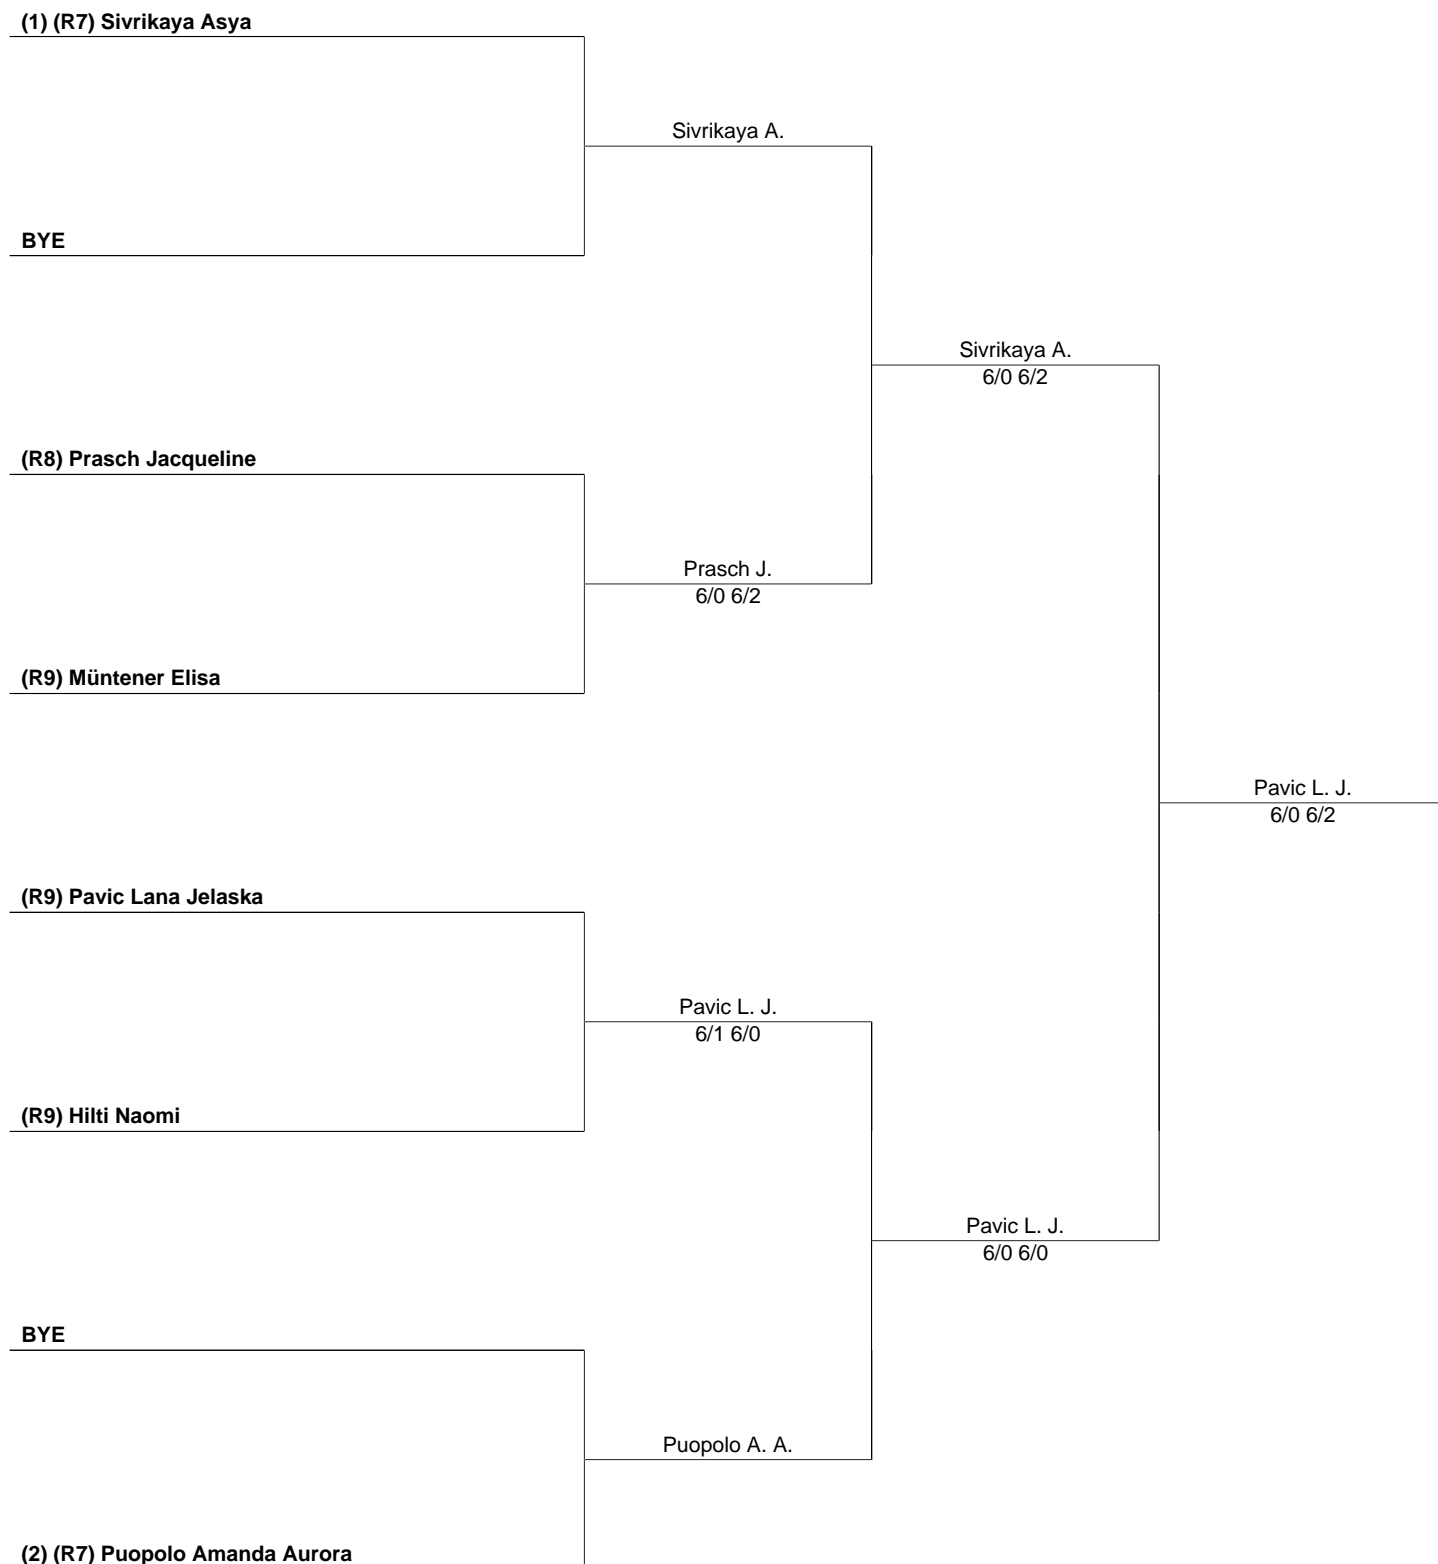 (1) (R7) Sivrikaya Asya
Sivrikaya A.
BYE
Sivrikaya A.
6/0 6/2
(R8) Prasch Jacqueline
Prasch J.
6/0 6/2
(R9) Müntener Elisa
Pavic L. J.
6/0 6/2
(R9) Pavic Lana Jelaska
Pavic L. J.
6/1 6/0
(R9) Hilti Naomi
Pavic L. J.
6/0 6/0
BYE
Puopolo A. A.
(2) (R7) Puopolo Amanda Aurora